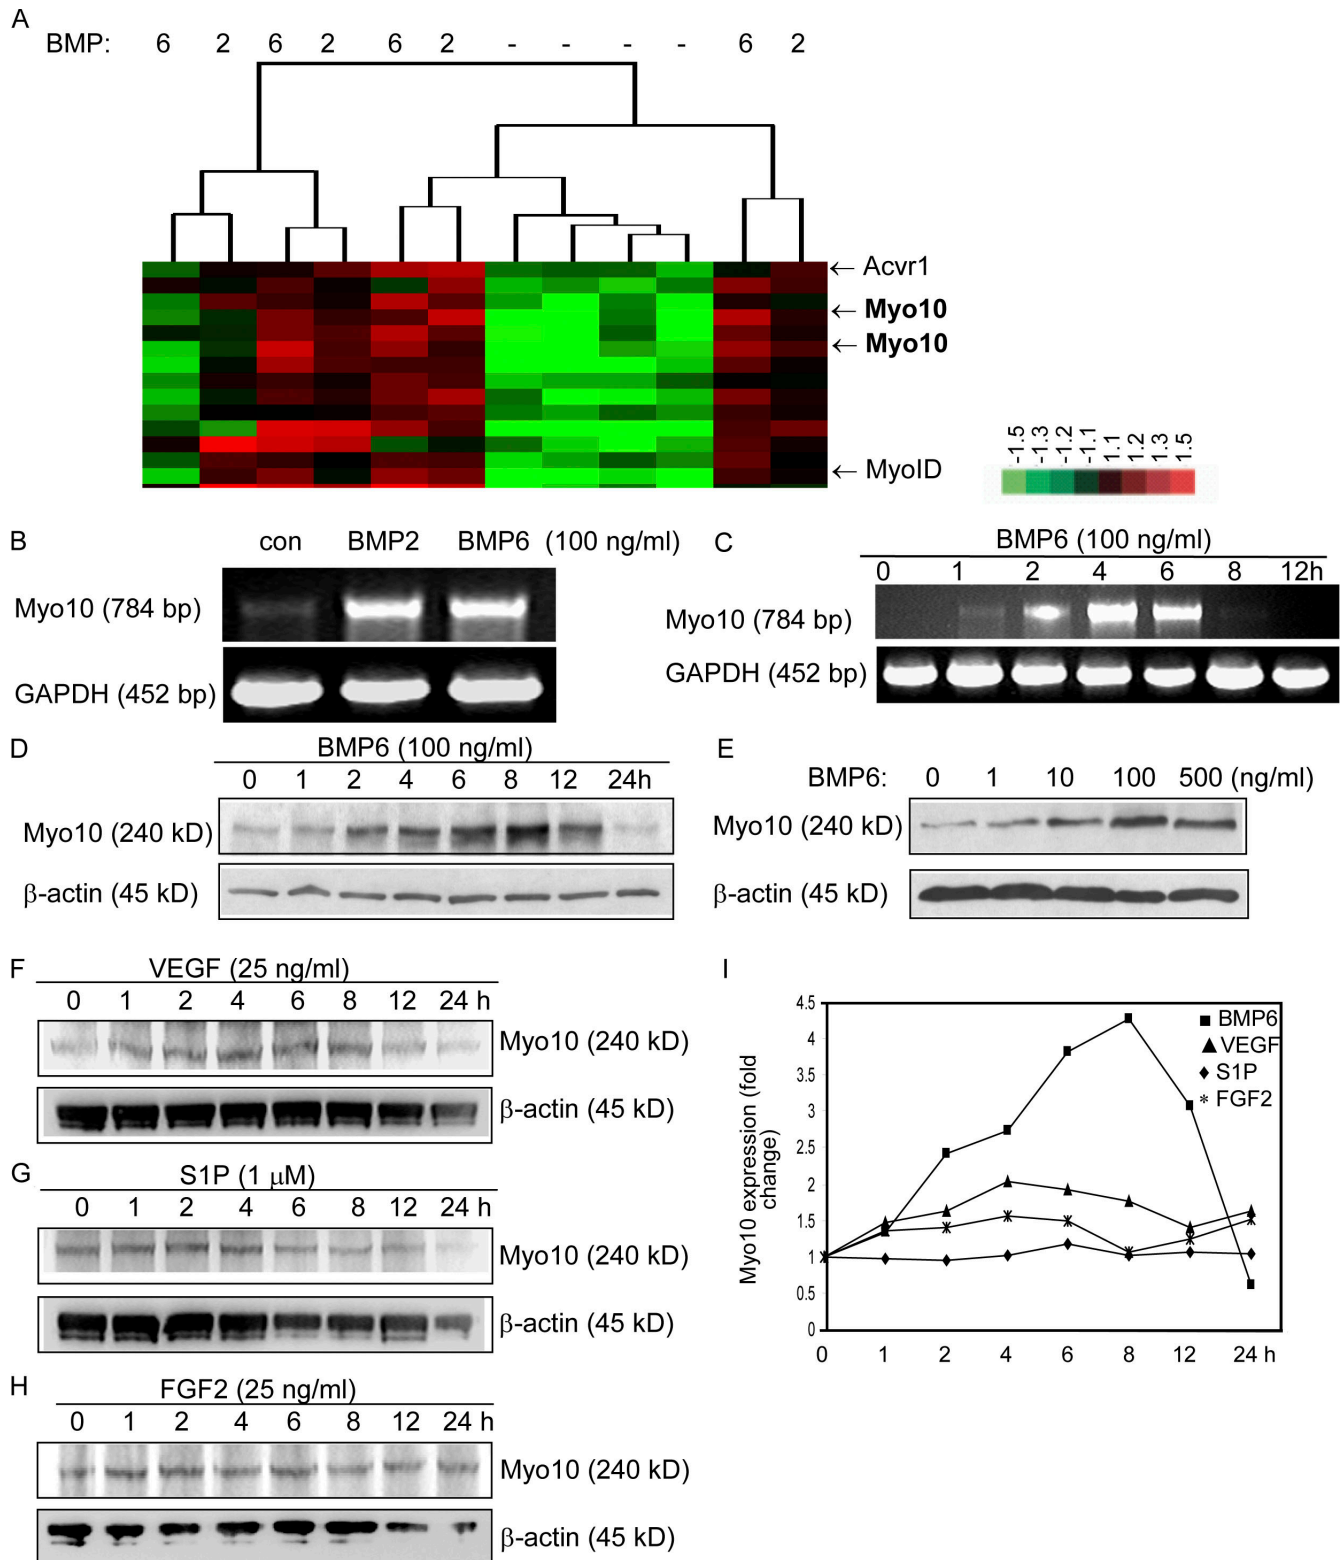 A
BMP: 6 2 6 2 6 2 - - - - 6 2
← Acvr1
← Myo10
← Myo10
← MyoID
-1.5 -1.3 -1.2 -1.1 1.1 1.2 1.3 1.5
B
con BMP2 BMP6 (100 ng/ml)
Myo10 (784 bp)
GAPDH (452 bp)
C
BMP6 (100 ng/ml)
0 1 2 4 6 8 12h
Myo10 (784 bp)
GAPDH (452 bp)
D
BMP6 (100 ng/ml)
0 1 2 4 6 8 12 24h
Myo10 (240 kD)
β-actin (45 kD)
E
BMP6: 0 1 10 100 500 (ng/ml)
Myo10 (240 kD)
β-actin (45 kD)
F
VEGF (25 ng/ml)
0 1 2 4 6 8 12 24 h
Myo10 (240 kD)
β-actin (45 kD)
G
S1P (1 μM)
0 1 2 4 6 8 12 24 h
Myo10 (240 kD)
β-actin (45 kD)
H
FGF2 (25 ng/ml)
0 1 2 4 6 8 12 24 h
Myo10 (240 kD)
β-actin (45 kD)
I
Myo10 expression (fold
change)
4.5
4
3.5
3
2.5
2
1.5
1
0.5
0
0 1 2 4 6 8 12 24 h
BMP6
VEGF
S1P
FGF2